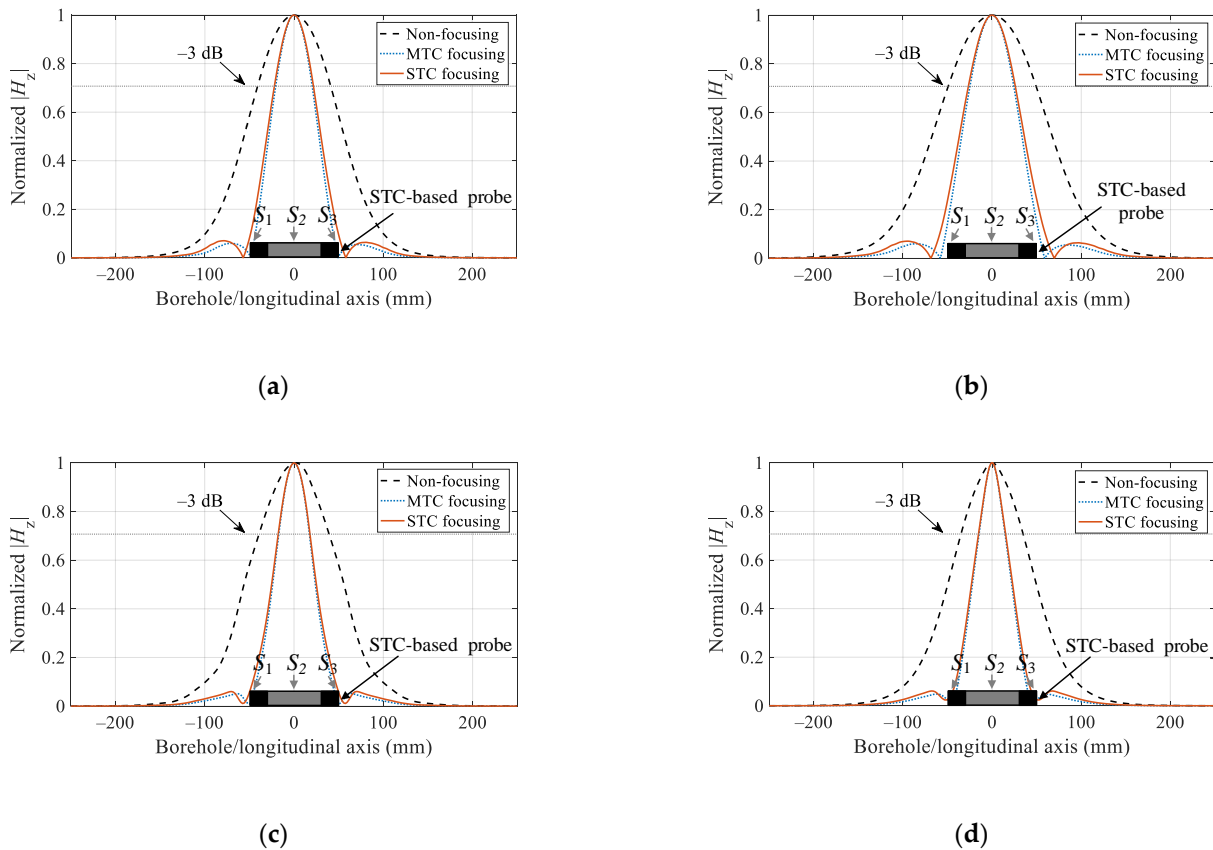 1
0.8
0.6
0.4
0.2
0
Normalized |H_z|
–3 dB
Non-focusing
MTC focusing
STC focusing
STC-based probe
S1 S2 S3
−200 −100 0 100 200
Borehole/longitudinal axis (mm)
(a)
1
0.8
0.6
0.4
0.2
0
Normalized |H_z|
–3 dB
Non-focusing
MTC focusing
STC focusing
STC-based
probe
S1 S2 S3
−200 −100 0 100 200
Borehole/longitudinal axis (mm)
(b)
1
0.8
0.6
0.4
0.2
0
Normalized |H_z|
–3 dB
Non-focusing
MTC focusing
STC focusing
STC-based probe
S1 S2 S3
−200 −100 0 100 200
Borehole/longitudinal axis (mm)
(c)
1
0.8
0.6
0.4
0.2
0
Normalized |H_z|
–3 dB
Non-focusing
MTC focusing
STC focusing
STC-based probe
S1 S2 S3
−200 −100 0 100 200
Borehole/longitudinal axis (mm)
(d)